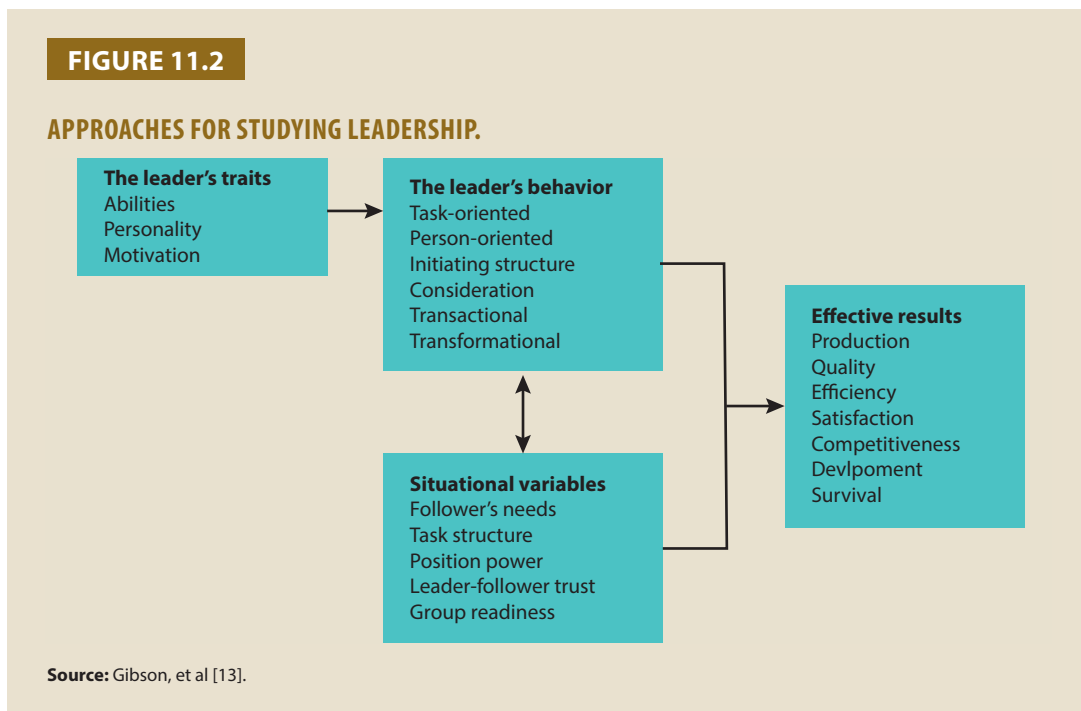 FIGURE 11.2
APPROACHES FOR STUDYING LEADERSHIP.
The leader's traits
Abilities
Personality
Motivation
The leader's behavior
Task-oriented
Person-oriented
Initiating structure
Consideration
Transactional
Transformational
Situational variables
Follower's needs
Task structure
Position power
Leader-follower trust
Group readiness
Effective results
Production
Quality
Efficiency
Satisfaction
Competitiveness
Devlpoment
Survival
Source: Gibson, et al [13].